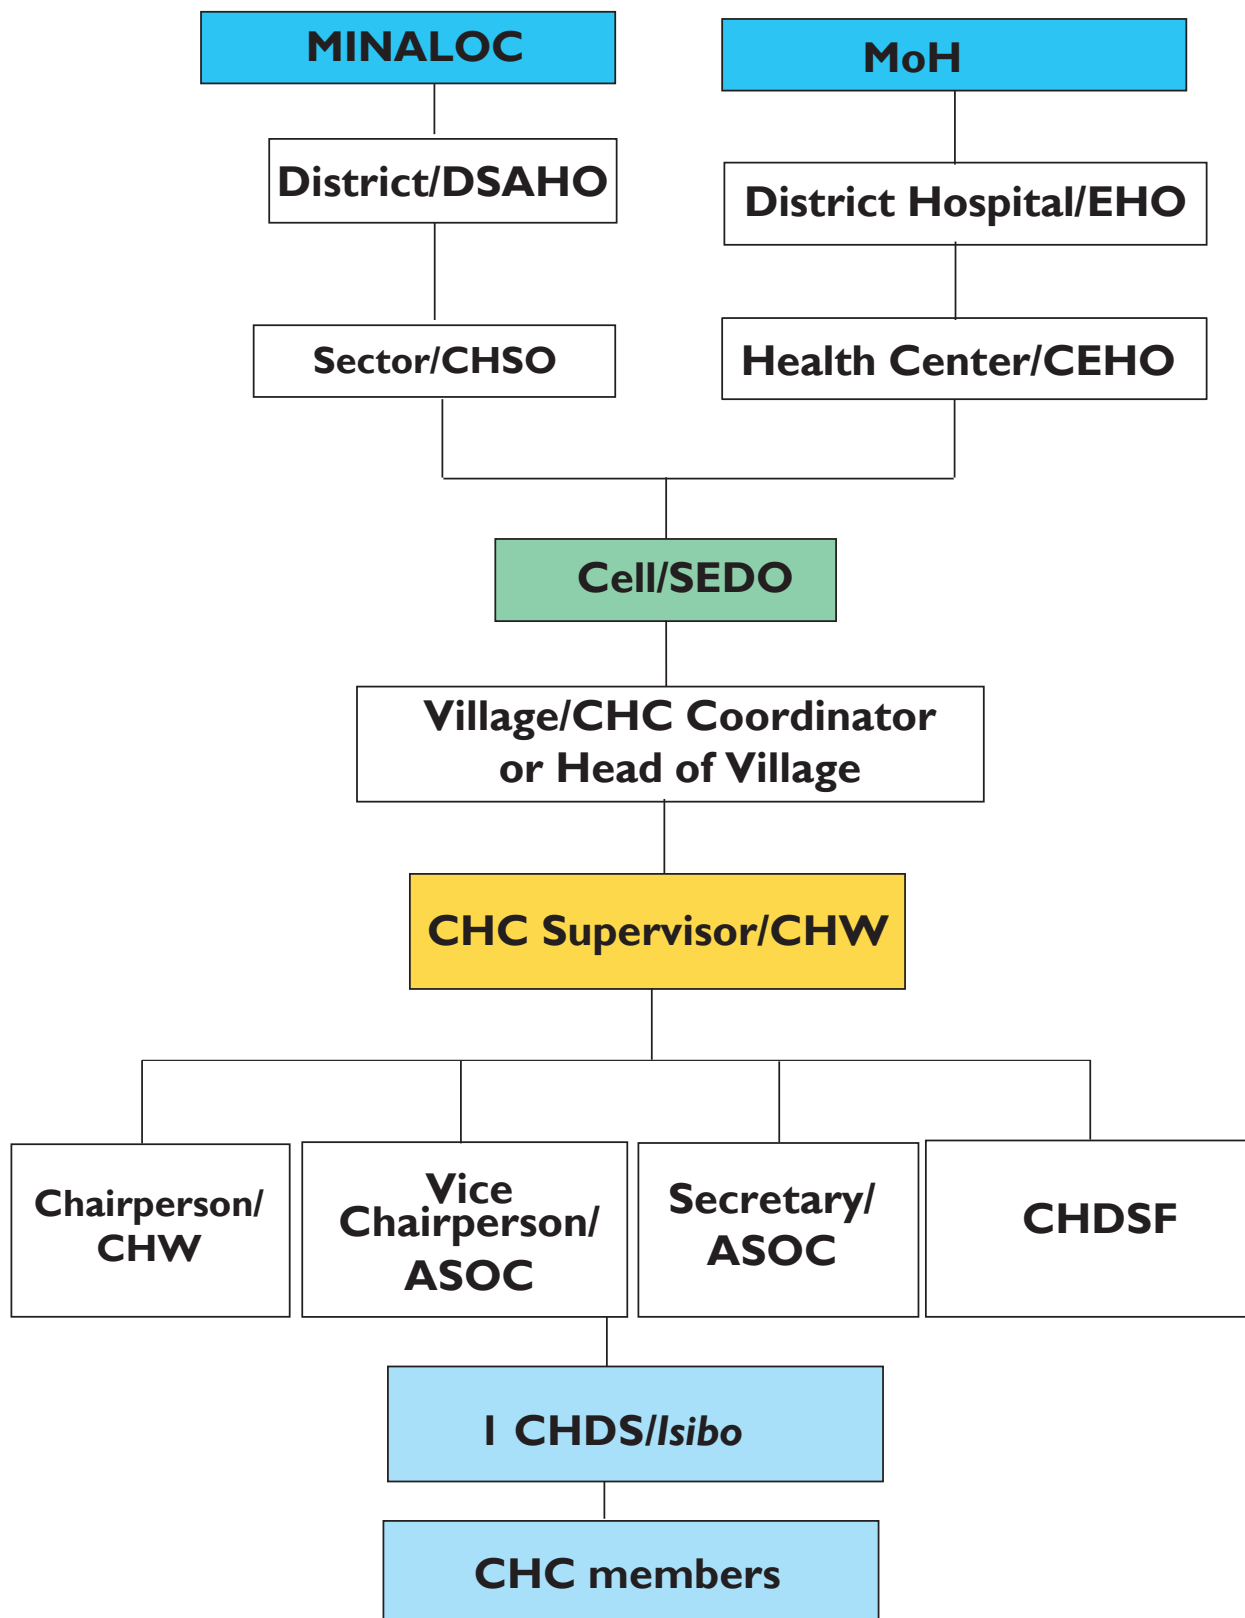 MINALOC
MoH
District/DSAHO
District Hospital/EHO
Sector/CHSO
Health Center/CEHO
Cell/SEDO
Village/CHC Coordinator
or Head of Village
CHC Supervisor/CHW
Chairperson/
CHW
Vice
Chairperson/
ASOC
Secretary/
ASOC
CHDSF
1 CHDS/Isibo
CHC members